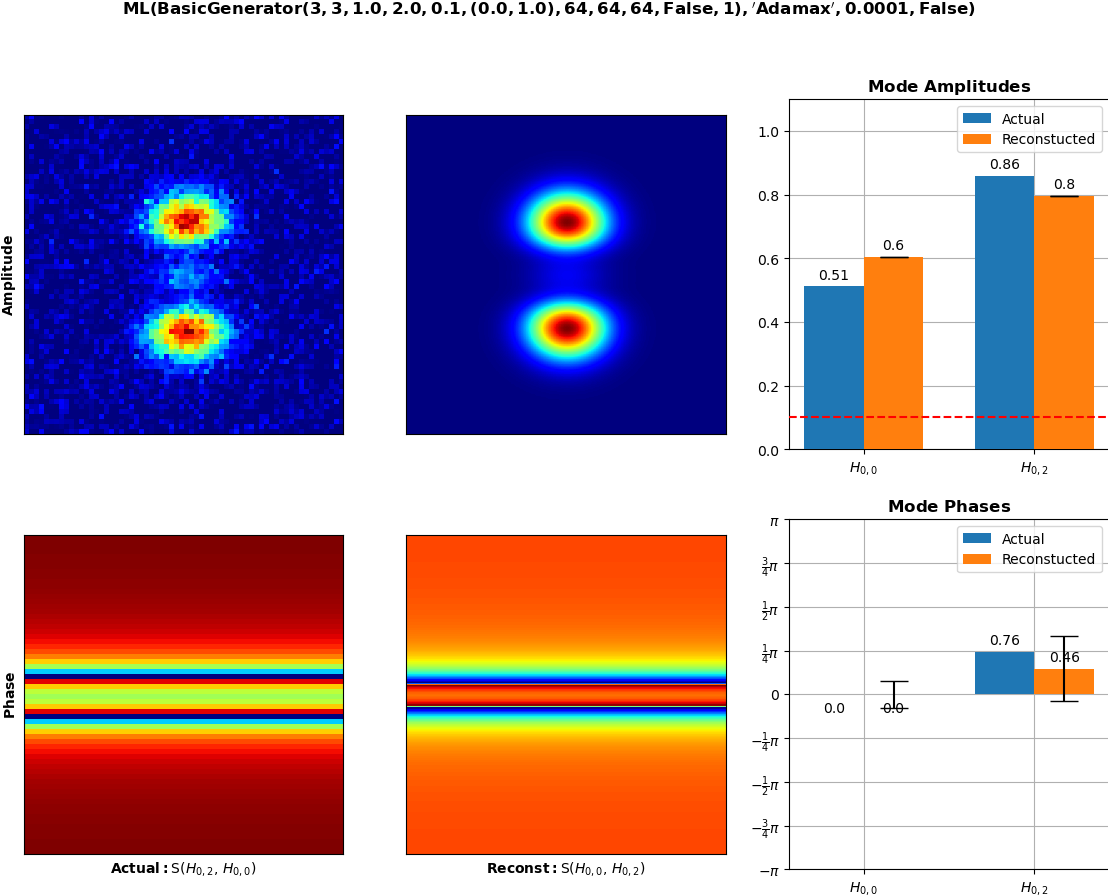 ML(BasicGenerator(3, 3, 1.0, 2.0, 0.1, (0.0, 1.0), 64, 64, 64, False, 1), ′Adamax′, 0.0001, False)
Amplitude
Mode Amplitudes
Actual
Reconstucted
1.0
0.8
0.6
0.4
0.2
0.0
0.51
0.6
0.86
0.8
H0,0
H0,2
Phase
Actual: S(H0,2, H0,0)
Reconst: S(H0,0, H0,2)
Mode Phases
Actual
Reconstucted
π
3/4π
1/2π
1/4π
0
−1/4π
−1/2π
−3/4π
−π
0.0
0.0
0.76
0.46
H0,0
H0,2